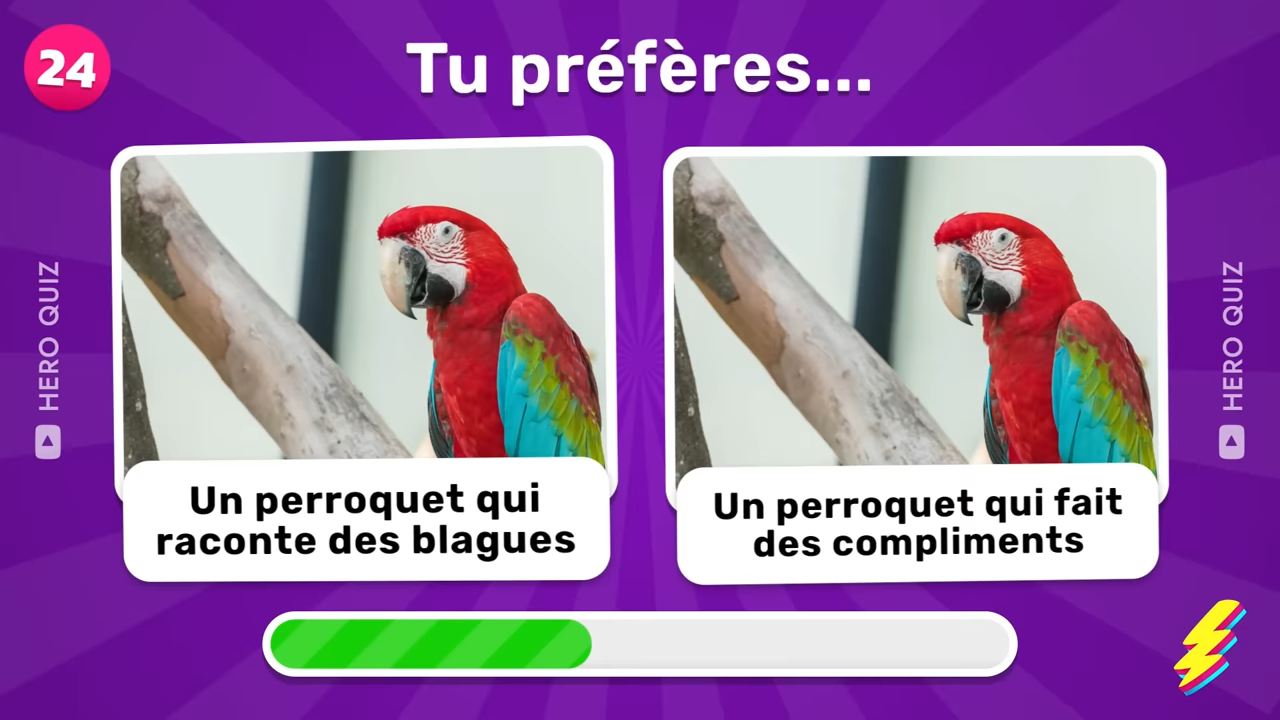 24
Tu préfères...
HERO QUIZ
HERO QUIZ
Un perroquet qui
raconte des blagues
Un perroquet qui fait
des compliments